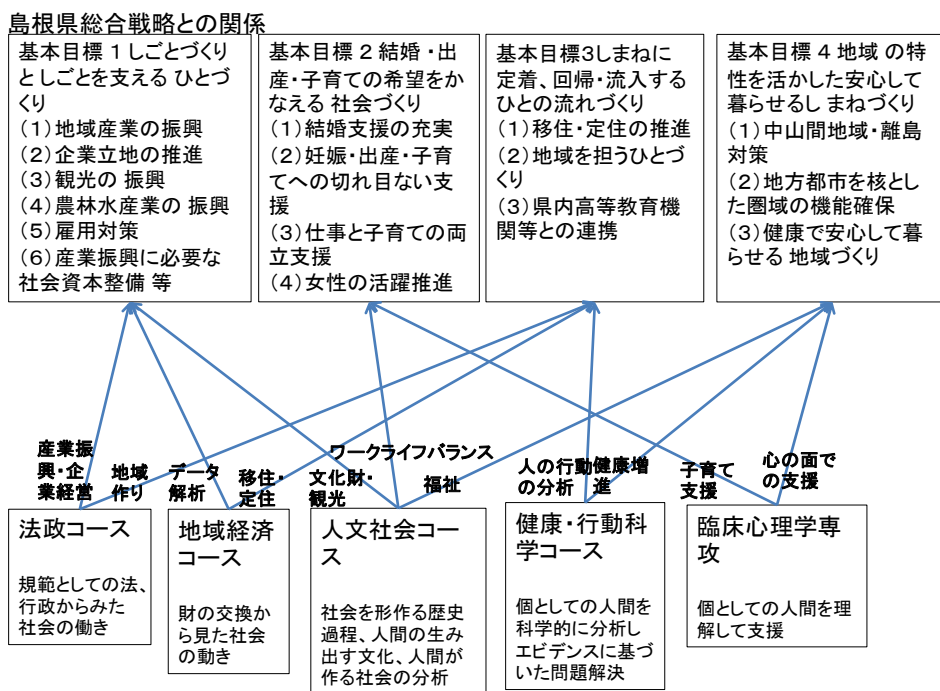 島根県総合戦略との関係
基本目標 1 しごとづくり
と しごとを支える ひとづ
くり
(1)地域産業の振興
(2)企業立地の推進
(3)観光の 振興
(4)農林水産業の 振興
(5)雇用対策
(6)産業振興に必要な
社会資本整備 等
基本目標 2 結婚 ・出
産・子育ての希望をか
なえる 社会づくり
(1)結婚支援の充実
(2)妊娠・出産・子育
てへの切れ目ない支
援
(3)仕事と子育ての両
立支援
(4)女性の活躍推進
基本目標3しまねに
定着、回帰・流入する
ひとの流れづくり
(1)移住・定住の推進
(2)地域を担うひとづ
くり
(3)県内高等教育機
関等との連携
基本目標 4 地域 の特
性を活かした安心して
暮らせるし まねづくり
(1)中山間地域・離島
対策
(2)地方都市を核とし
た圏域の機能確保
(3)健康で安心して暮
らせる 地域づくり
産業振
興・企
業経営
地域
作り
データ
解析
移住・
定住
ワークライフバランス
文化財・
観光
福祉
人の行動
の分析
健康増
進
子育て
支援
心の面で
の支援
法政コース
規範としての法、
行政からみた
社会の働き
地域経済
コース
財の交換か
ら見た社会
の動き
人文社会コー
ス
社会を形作る歴史
過程、人間の生み
出す文化、人間が
作る社会の分析
健康・行動科
学コース
個としての人間を
科学的に分析し
エビデンスに基づ
いた問題解決
臨床心理学専
攻
個としての人間を理
解して支援